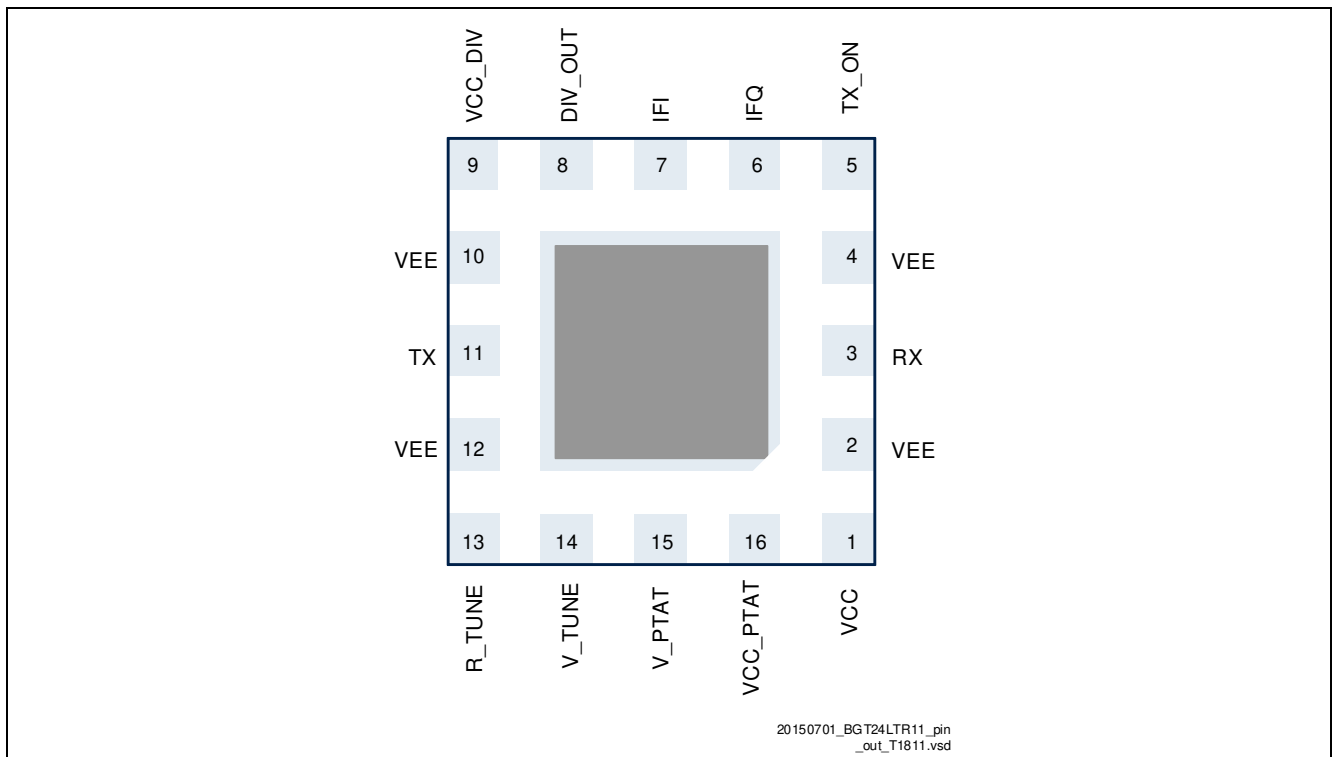 VCC_DIV
DIV_OUT
IFI
IFQ
TX_ON
9
8
7
6
5
VEE
10
4
VEE
TX
11
3
RX
VEE
12
2
VEE
13
14
15
16
1
R_TUNE
V_TUNE
V_PTAT
VCC_PTAT
VCC
20150701_BGT24LTR11_pin
_out_T1811.vsd